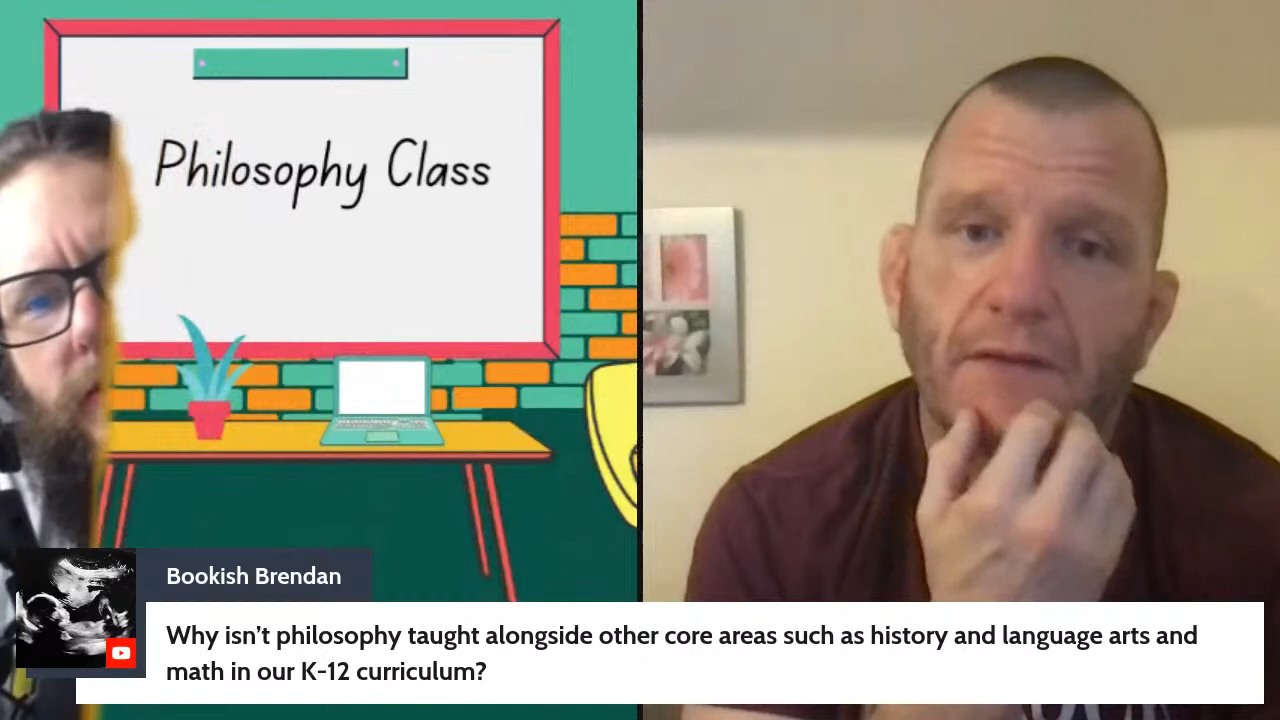 Philosophy Class
Bookish Brendan
Why isn't philosophy taught alongside other core areas such as history and language arts and
math in our K-12 curriculum?